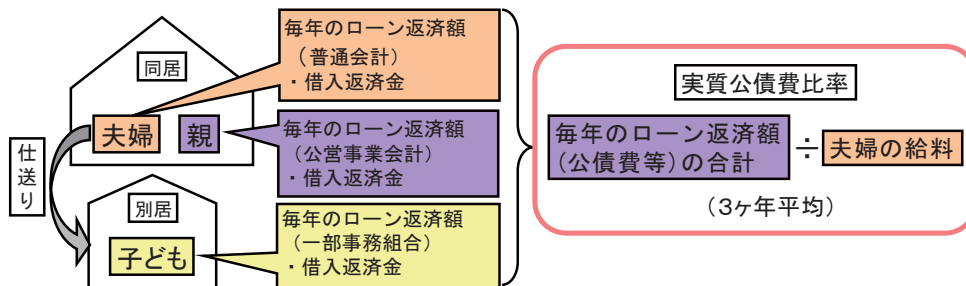 同居
夫婦
親
仕送り
別居
子ども
毎年のローン返済額
（普通会計）
・借入返済金
毎年のローン返済額
（公営事業会計）
・借入返済金
毎年のローン返済額
（一部事務組合）
・借入返済金
実質公債費比率
毎年のローン返済額
（公債費等）の合計
÷
夫婦の給料
（3ヶ年平均）